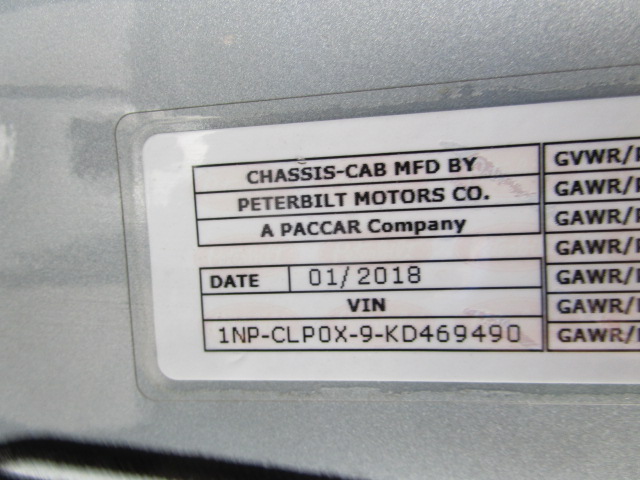 CHASSIS-CAB MFD BY
PETERBILT MOTORS CO.
A PACCAR Company
DATE 01/2018
VIN
1NP-CLP0X-9-KD469490
GVWR/
GAWR/
GAWR/
GAWR/
GAWR/
GAWR/
GAWR/